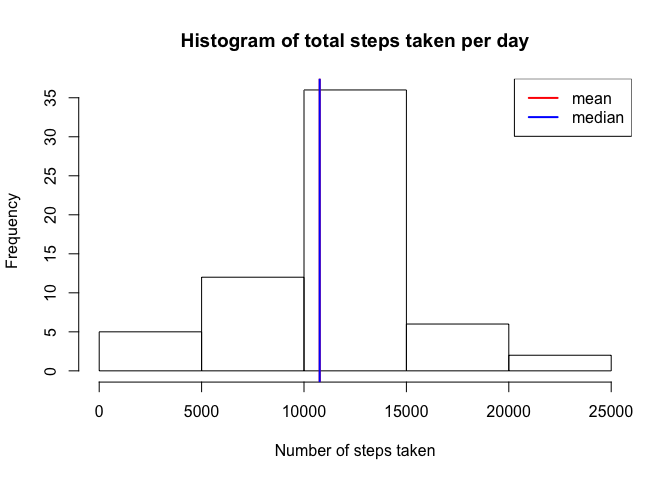 Histogram of total steps taken per day
mean
median
Frequency
35
30
25
20
15
10
5
0
0 5000 10000 15000 20000 25000
Number of steps taken